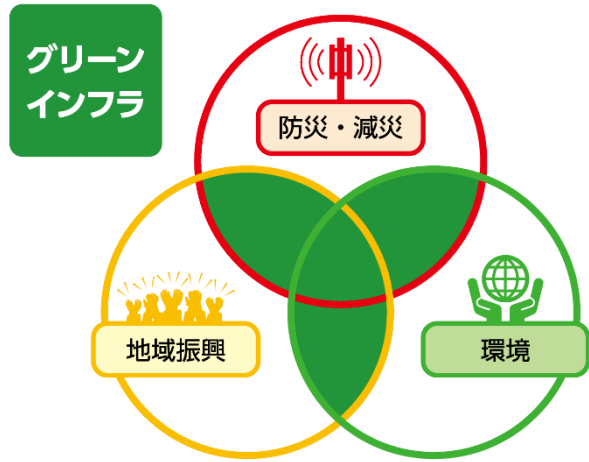 グリーン
インフラ
防災・減災
地域振興
環境